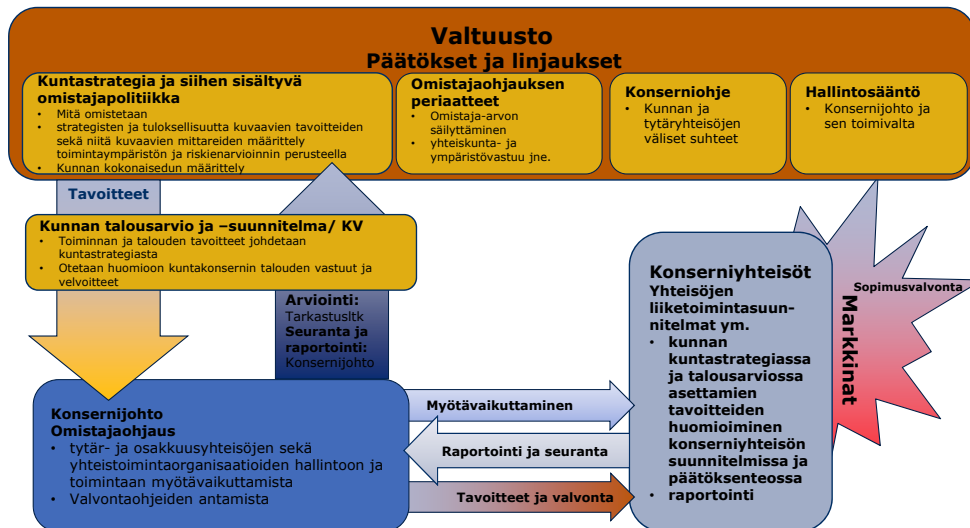 Valtuusto
Päätökset ja linjaukset
Kuntastrategia ja siihen sisältyvä
omistajapolitiikka
• Mitä omistetaan
• strategisten ja tuloksellisuutta kuvaavien tavoitteiden
sekä niitä kuvaavien mittareiden määrittely
toimintaympäristön ja riskienarvioinnin perusteella
• Kunnan kokonaisedun määrittely
Omistajaohjauksen
periaatteet
• Omistaja-arvon
säilyttäminen
• yhteiskunta- ja
ympäristövastuu jne.
Konserniohje
• Kunnan ja
tytäryhteisöjen
väliset suhteet
Hallintosääntö
• Konsernijohto ja
sen toimivalta
Tavoitteet
Kunnan talousarvio ja –suunnitelma/ KV
• Toiminnan ja talouden tavoitteet johdetaan
kuntastrategiasta
• Otetaan huomioon kuntakonsernin talouden vastuut ja
velvoitteet
Arviointi:
Tarkastusltk
Seuranta ja
raportointi:
Konsernijohto
Konsernijohto
Omistajaohjaus
• tytär- ja osakkuusyhteisöjen sekä
yhteistoimintaorganisaatioiden hallintoon ja
toimintaan myötävaikuttamista
• Valvontaohjeiden antamista
Myötävaikuttaminen
Raportointi ja seuranta
Tavoitteet ja valvonta
Konserniyhteisöt
Yhteisöjen
liiketoimintasuun-
nitelmat ym.
• kunnan
kuntastrategiassa
ja talousarviossa
asettamien
tavoitteiden
huomioiminen
konserniyhteisön
suunnitelmissa ja
päätöksenteossa
• raportointi
Sopimusvalvonta
Markkinat